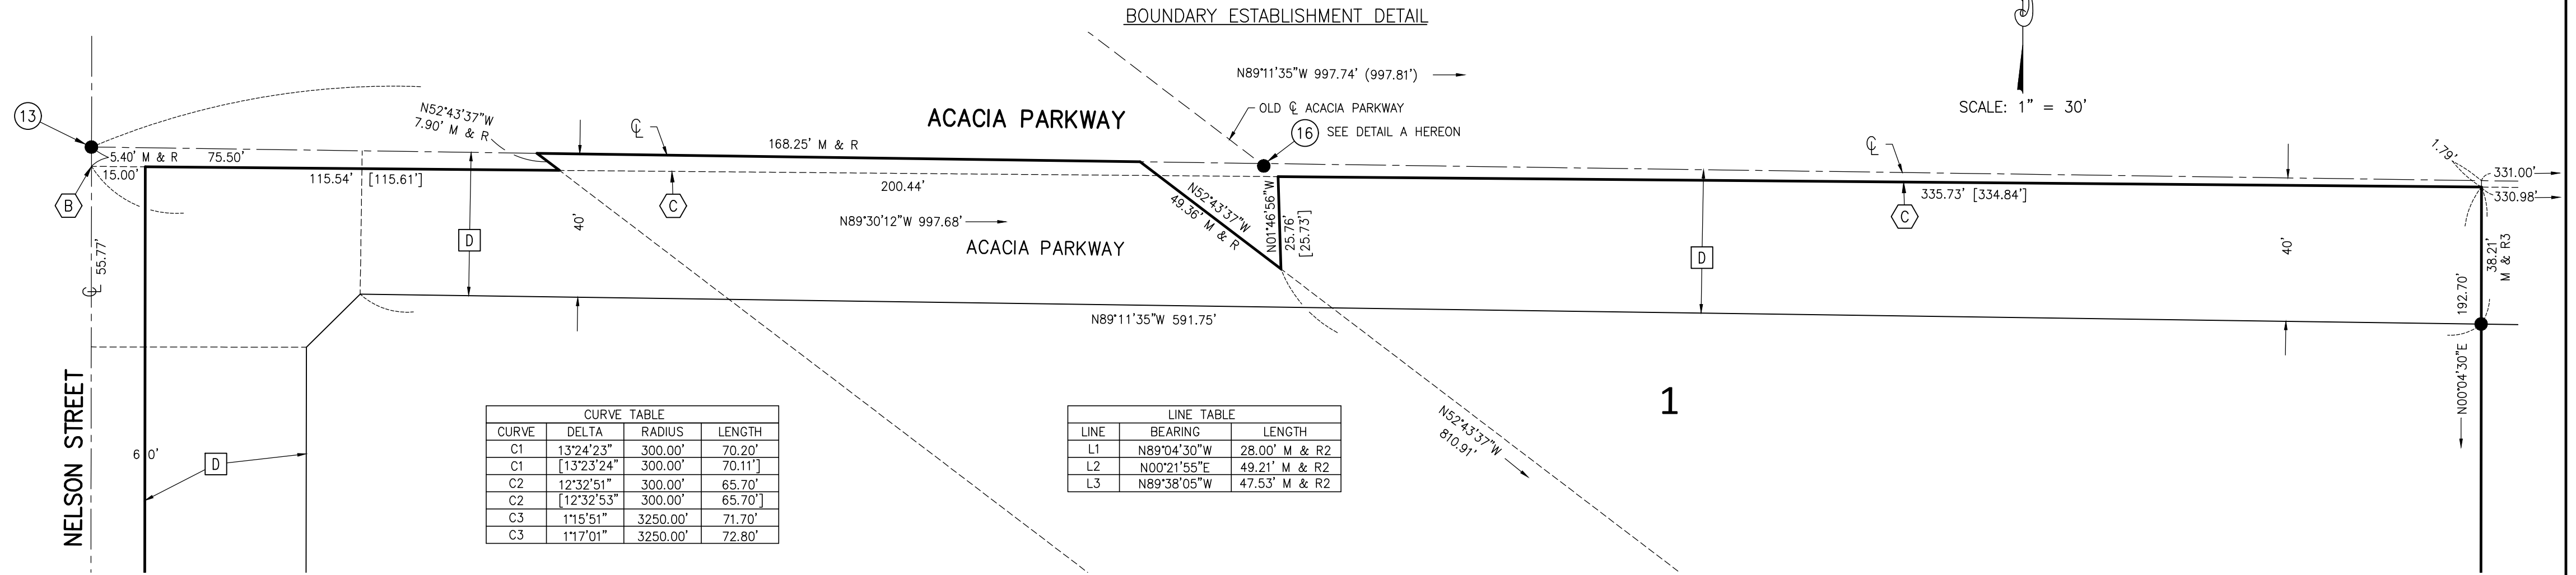 BOUNDARY ESTABLISHMENT DETAIL
N89°11'35"W 997.74' (997.81')
OLD ℄ ACACIA PARKWAY
16 SEE DETAIL A HEREON
SCALE: 1" = 30'
13
N52°43'37"W
7.90' M & R
℄
ACACIA PARKWAY
168.25' M & R
℄
1.79'
331.00'
330.98'
5.40' M & R
75.50'
15.00'
115.54' [115.61']
200.44'
335.73' [334.84']
B
C
C
N52°43'37"W
49.36' M & R
N01°46'56"W
25.76'
[25.73']
N89°30'12"W 997.68'
ACACIA PARKWAY
40'
D
D
40'
38.21'
M & R3
192.70'
℄ 55.77'
N89°11'35"W 591.75'
N00°04'30"E
1
N52°43'37"W
810.91'
NELSON STREET
D
CURVE TABLE
CURVE DELTA RADIUS LENGTH
C1 13°24'23" 300.00' 70.20'
C1 [13°23'24" 300.00' 70.11']
C2 12°32'51" 300.00' 65.70'
C2 [12°32'53" 300.00' 65.70']
C3 1°15'51" 3250.00' 71.70'
C3 1°17'01" 3250.00' 72.80'
LINE TABLE
LINE BEARING LENGTH
L1 N89°04'30"W 28.00' M & R2
L2 N00°21'55"E 49.21' M & R2
L3 N89°38'05"W 47.53' M & R2